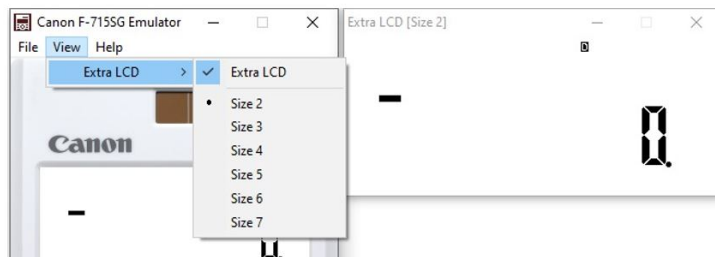 Canon F-715SG Emulator
File View Help
Extra LCD
Extra LCD
Size 2
Size 3
Size 4
Size 5
Size 6
Size 7
Canon
-
0.
Extra LCD [Size 2]
D
-
0.